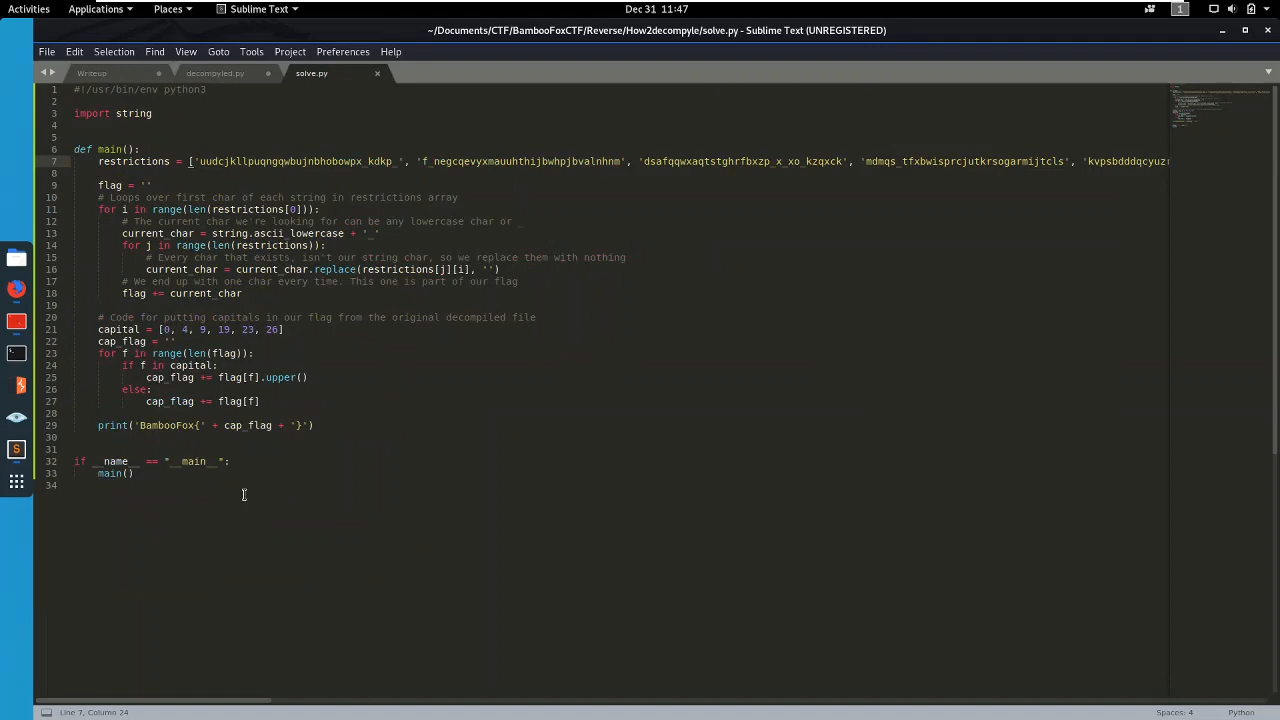 Activities Applications Places Sublime Text Dec 31 11:47 1
~/Documents/CTF/BambooFoxCTF/Reverse/How2decompyle/solve.py - Sublime Text (UNREGISTERED)
File Edit Selection Find View Goto Tools Project Preferences Help
Writeup decompyled.py solve.py
1 #!/usr/bin/env python3
2
3 import string
4
5
6 def main():
7 restrictions = ['uudcjkllpuqngqwbujnbhobowpx_kdkp_', 'f_negcqevyxmauuhthijbwhpjbvalnhnm', 'dsafqqwxaqtstghrfbxzp_x_xo_kzqxck', 'mdmqs_tfxbwisprcjutkrsogarmijtcls', 'kvpsbdddqcyuzr
8
9 flag = ''
10 # Loops over first char of each string in restrictions array
11 for i in range(len(restrictions[0])):
12 # The current char we're looking for can be any lowercase char or _
13 current_char = string.ascii_lowercase + '_'
14 for j in range(len(restrictions)):
15 # Every char that exists, isn't our string char, so we replace them with nothing
16 current_char = current_char.replace(restrictions[j][i], '')
17 # We end up with one char every time. This one is part of our flag
18 flag += current_char
19
20 # Code for putting capitals in our flag from the original decompiled file
21 capital = [0, 4, 9, 19, 23, 26]
22 cap_flag = ''
23 for f in range(len(flag)):
24 if f in capital:
25 cap_flag += flag[f].upper()
26 else:
27 cap_flag += flag[f]
28
29 print('BambooFox{' + cap_flag + '}')
30
31
32 if __name__ == "__main__":
33 main()
34
Line 7, Column 24 Spaces: 4 Python